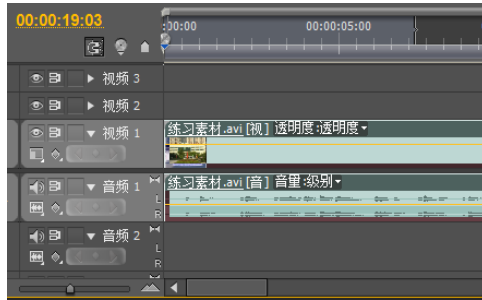 00:00:19:03
:00:00 00:00:05:00
视频 3
视频 2
视频 1 练习素材.avi [视] 透明度:透明度
音频 1 练习素材.avi [音] 音量:级别
L
R
音频 2
L
R